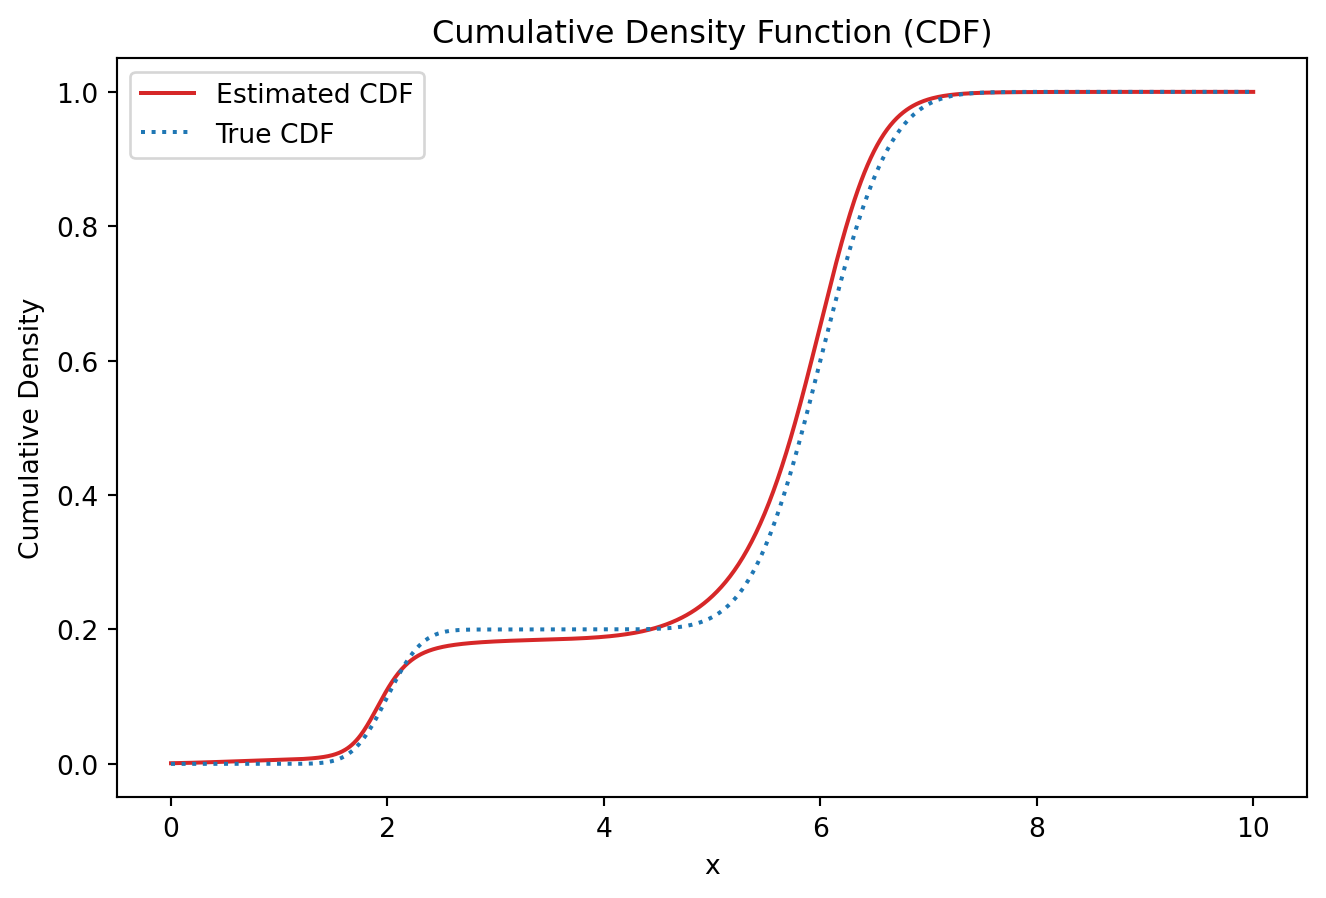 Cumulative Density Function (CDF)
Estimated CDF
True CDF
Cumulative Density
1.0
0.8
0.6
0.4
0.2
0.0
0 2 4 6 8 10
x